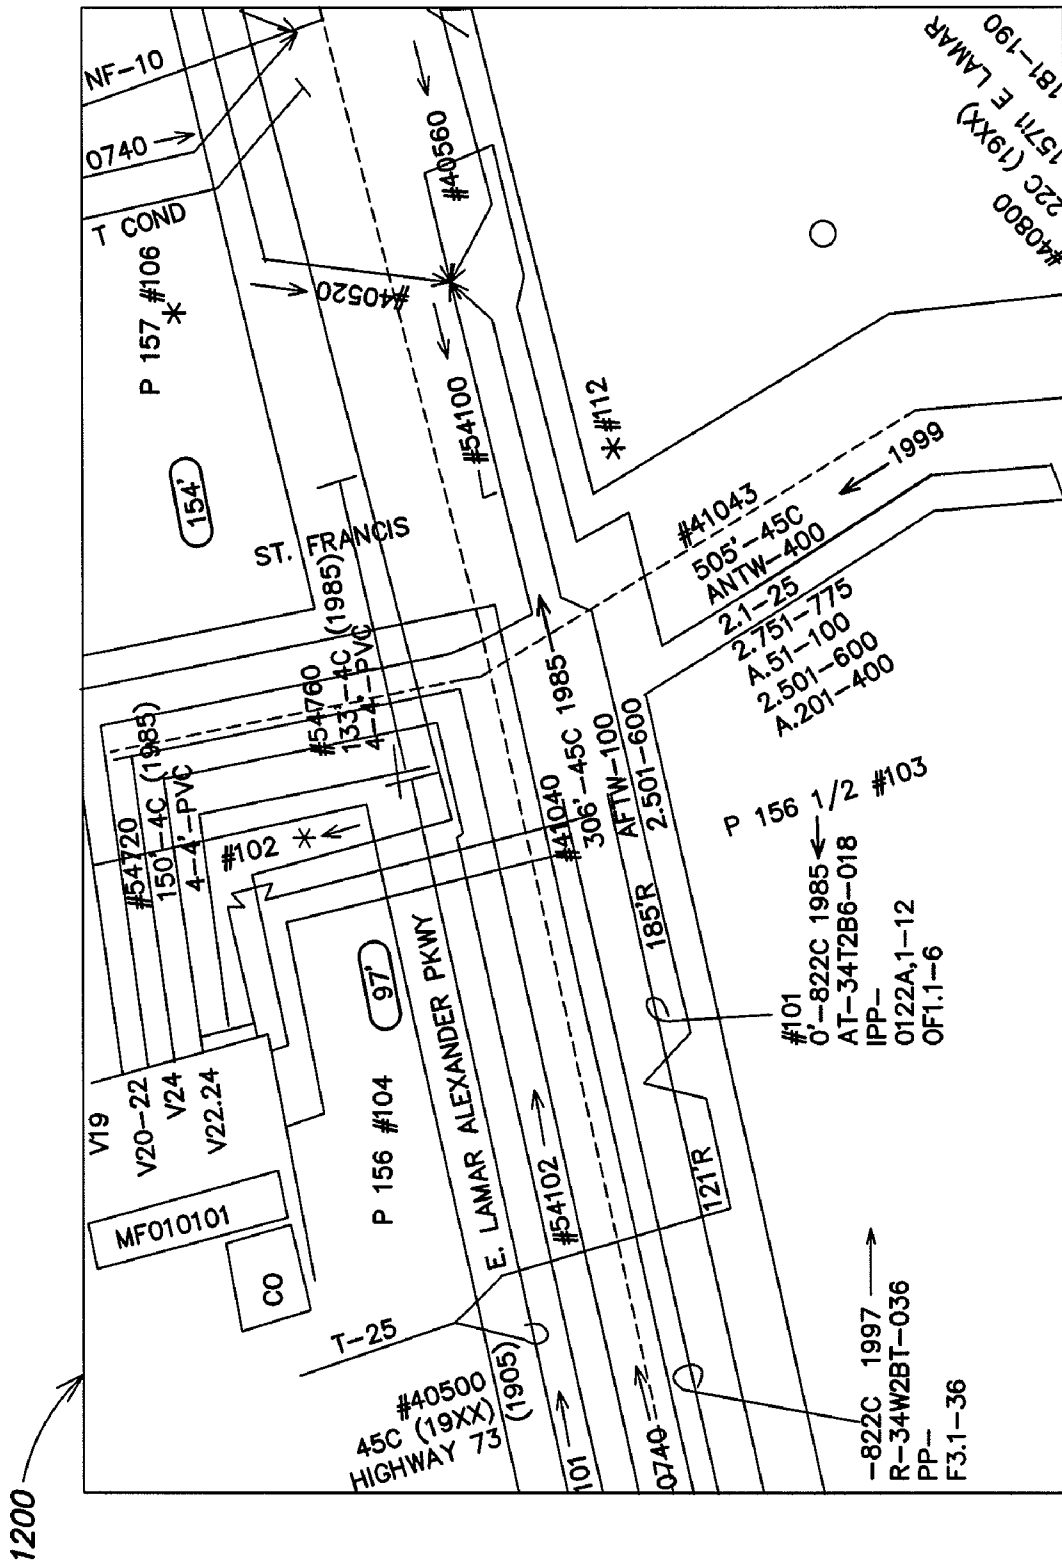 1200
NF-10
0740
T COND
P 157 #106
154'
ST. FRANCIS
#40520
#40560
#54100
#40800
22C (19XX)
157/1 E LAMAR
181-190
#112
1999
#41043
505'-45C
ANTW-400
2.1-25
2.751-775
A.51-100
2.501-600
A.201-400
#54760
133'-4C (1985)
4-4'-PVC
#54720
150'-4C (1985)
4-4'-PVC
#102
#41040
306'-45C 1985
AFTW-100
2.501-600
P 156 1/2 #103
185'R
#101
0'-822C 1985
AT-34T2B6-018
IPP-
0122A,1-12
OF1.1-6
V19
V20-22
V24
V22.24
MF010101
CO
97'
P 156 #104
E. LAMAR ALEXANDER PKWY
#54102
121'R
T-25
#40500
45C (19XX)
HIGHWAY 73
(1905)
101
0740
-822C 1997
R-34W2BT-036
PP-
F3.1-36